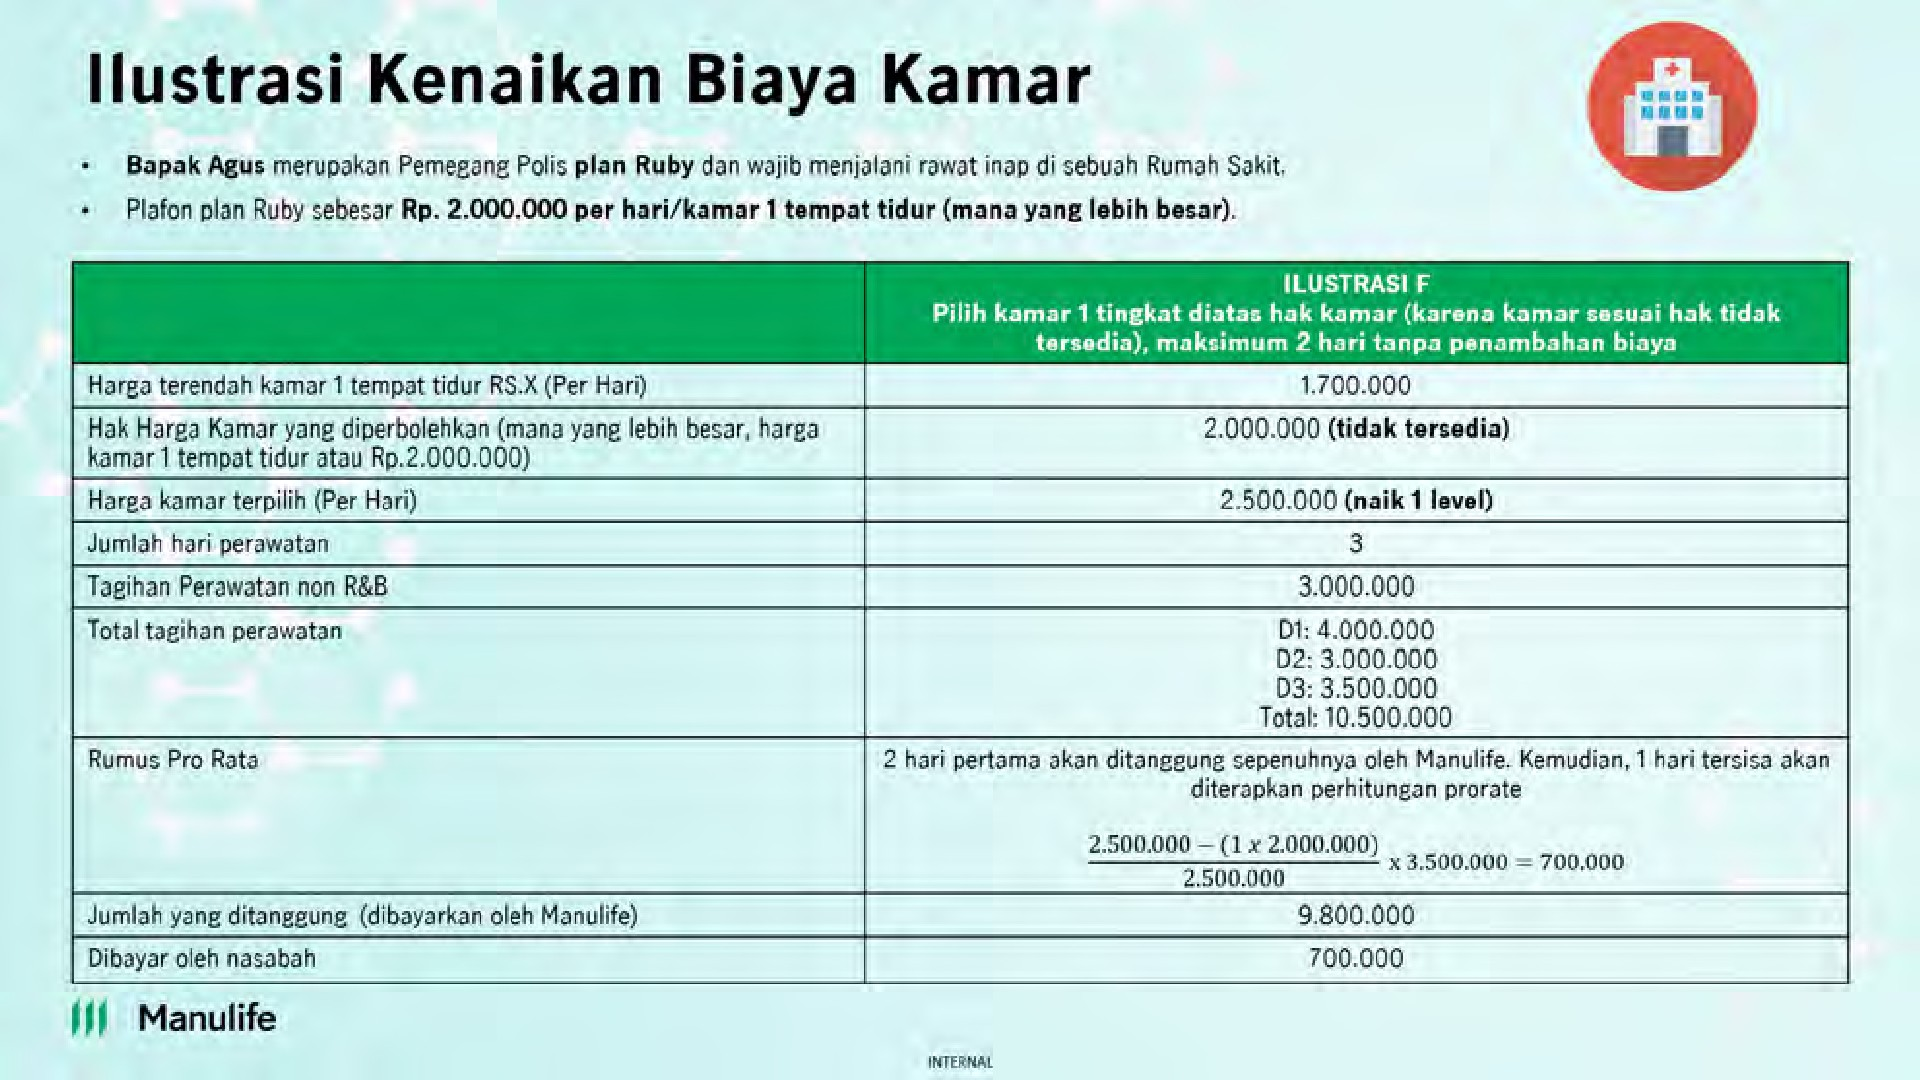 Ilustrasi Kenaikan Biaya Kamar
• Bapak Agus merupakan Pemegang Polis plan Ruby dan wajib menjalani rawat inap di sebuah Rumah Sakit.
• Plafon plan Ruby sebesar Rp. 2.000.000 per hari/kamar 1 tempat tidur (mana yang lebih besar).
ILUSTRASI F
Pilih kamar 1 tingkat diatas hak kamar (karena kamar sesuai hak tidak
tersedia), maksimum 2 hari tanpa penambahan biaya
Harga terendah kamar 1 tempat tidur RS.X (Per Hari)
1.700.000
Hak Harga Kamar yang diperbolehkan (mana yang lebih besar, harga
kamar 1 tempat tidur atau Rp.2.000.000)
2.000.000 (tidak tersedia)
Harga kamar terpilih (Per Hari)
2.500.000 (naik 1 level)
Jumlah hari perawatan
3
Tagihan Perawatan non R&B
3.000.000
Total tagihan perawatan
D1: 4.000.000
D2: 3.000.000
D3: 3.500.000
Total: 10.500.000
Rumus Pro Rata
2 hari pertama akan ditanggung sepenuhnya oleh Manulife. Kemudian, 1 hari tersisa akan
diterapkan perhitungan prorate
2.500.000 – (1 x 2.000.000)
2.500.000
x 3.500.000 = 700.000
Jumlah yang ditanggung (dibayarkan oleh Manulife)
9.800.000
Dibayar oleh nasabah
700.000
Manulife
INTERNAL